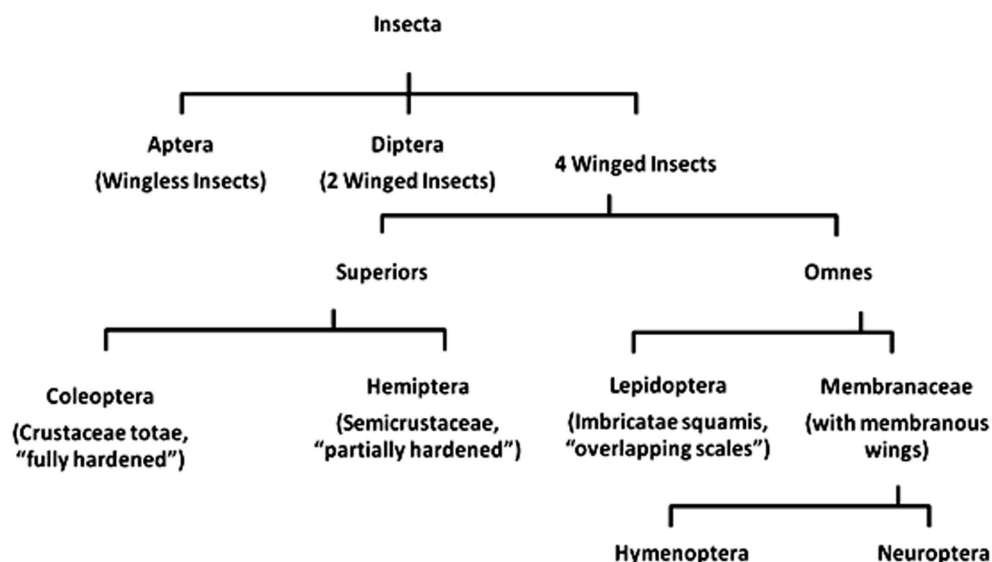 Insecta
Aptera
(Wingless Insects)
Diptera
(2 Winged Insects)
4 Winged Insects
Superiors
Omnes
Coleoptera
(Crustaceae totae,
“fully hardened”)
Hemiptera
(Semicrustaceae,
“partially hardened”)
Lepidoptera
(Imbricatae squamis,
“overlapping scales”)
Membranaceae
(with membranous
wings)
Hymenoptera
Neuroptera